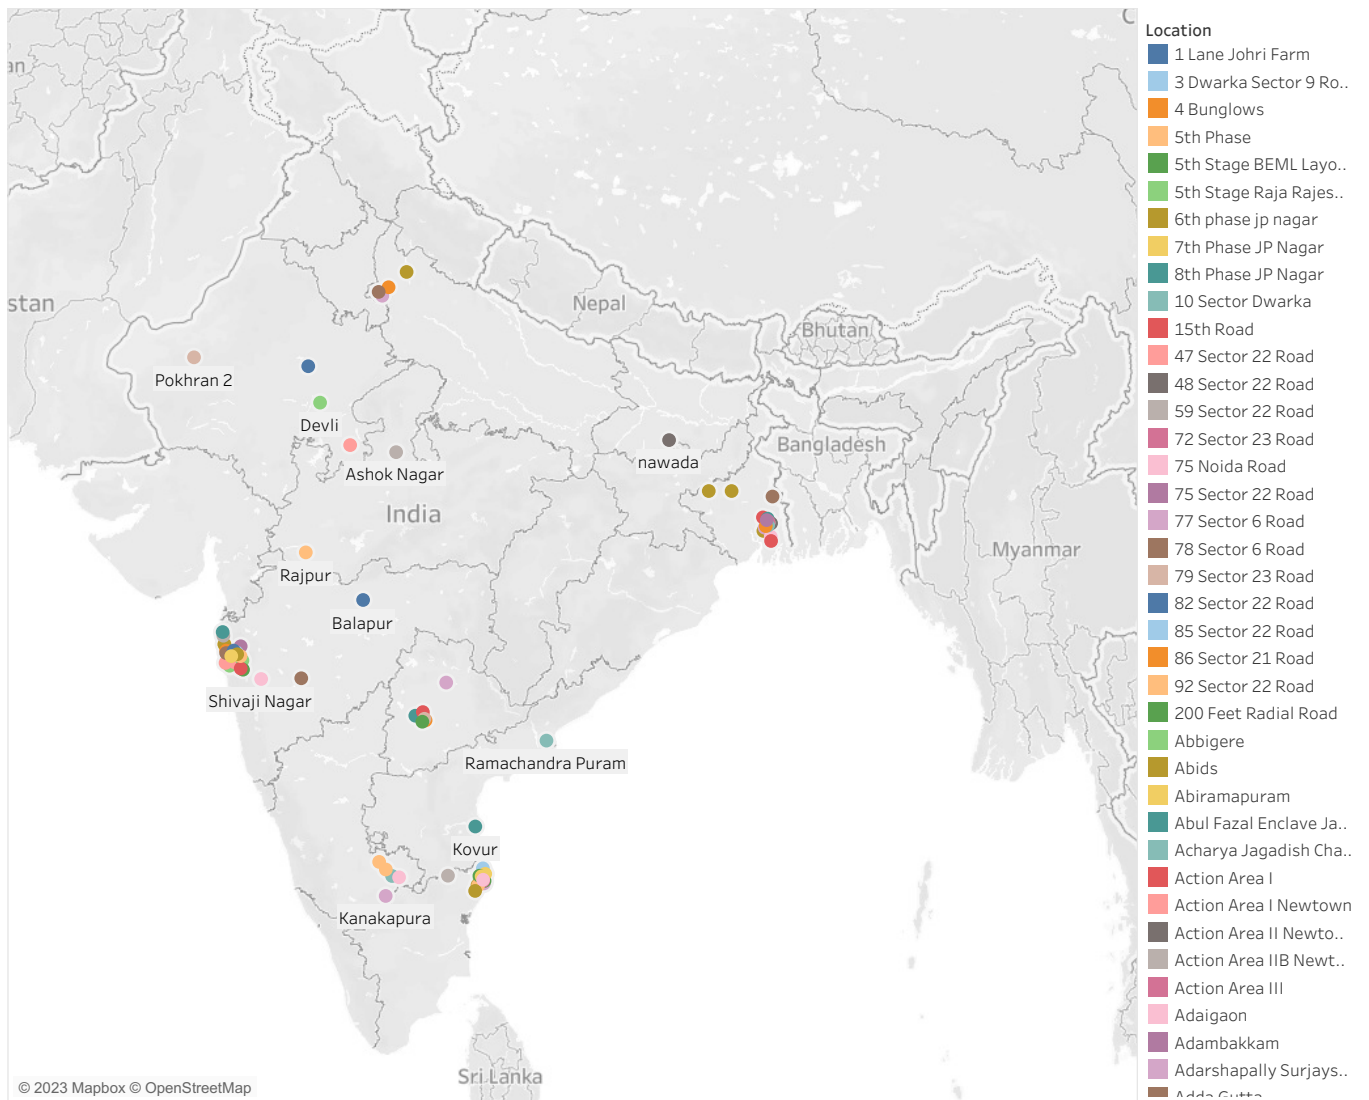 C
an
stan
Nepal
Bhutan
Pokhran 2
Devli
Bangladesh
nawada
Ashok Nagar
India
Myanmar
Rajpur
Balapur
Shivaji Nagar
Ramachandra Puram
Kovur
Kanakapura
Sri Lanka
© 2023 Mapbox © OpenStreetMap
Location
1 Lane Johri Farm
3 Dwarka Sector 9 Ro..
4 Bunglows
5th Phase
5th Stage BEML Layo..
5th Stage Raja Rajes..
6th phase jp nagar
7th Phase JP Nagar
8th Phase JP Nagar
10 Sector Dwarka
15th Road
47 Sector 22 Road
48 Sector 22 Road
59 Sector 22 Road
72 Sector 23 Road
75 Noida Road
75 Sector 22 Road
77 Sector 6 Road
78 Sector 6 Road
79 Sector 23 Road
82 Sector 22 Road
85 Sector 22 Road
86 Sector 21 Road
92 Sector 22 Road
200 Feet Radial Road
Abbigere
Abids
Abiramapuram
Abul Fazal Enclave Ja..
Acharya Jagadish Cha..
Action Area I
Action Area I Newtown
Action Area II Newto..
Action Area IIB Newt..
Action Area III
Adaigaon
Adambakkam
Adarshapally Surjays..
Adda Gutta